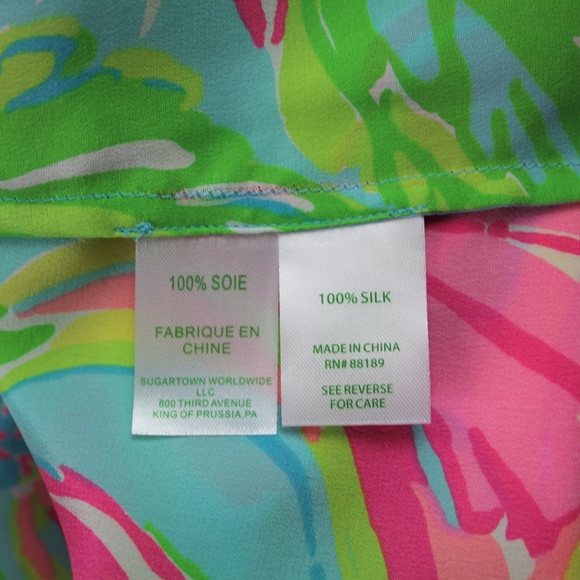 100% SOIE
FABRIQUE EN
CHINE
SUGARTOWN WORLDWIDE
LLC
800 THIRD AVENUE
KING OF PRUSSIA,PA
100% SILK
MADE IN CHINA
RN# 88189
SEE REVERSE
FOR CARE